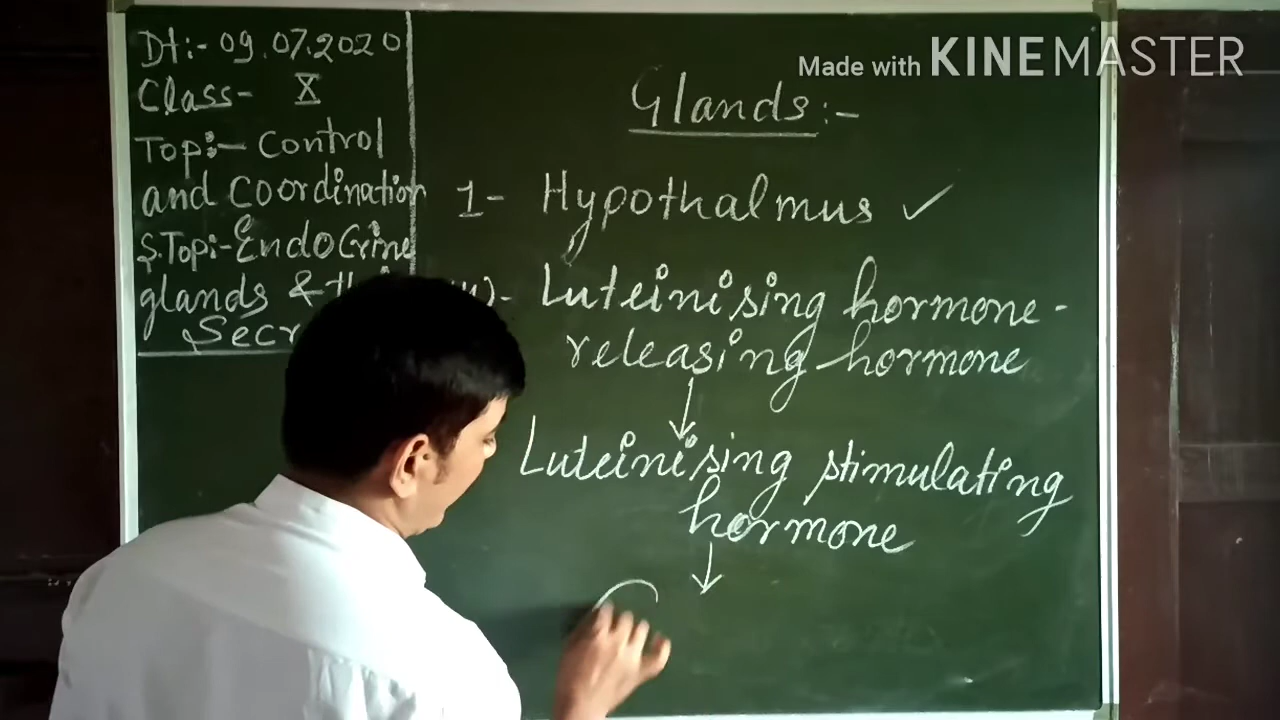 Dt:- 09.07.2020
Class- X
Top:- Control
and Coordination
S.Top:- Endocrine
glands &
Secr
Made with KINEMASTER
Glands:-
1- Hypothalmus ✓
Luteinising hormone-
releasing hormone
↓
Luteinising stimulating
hormone
↓